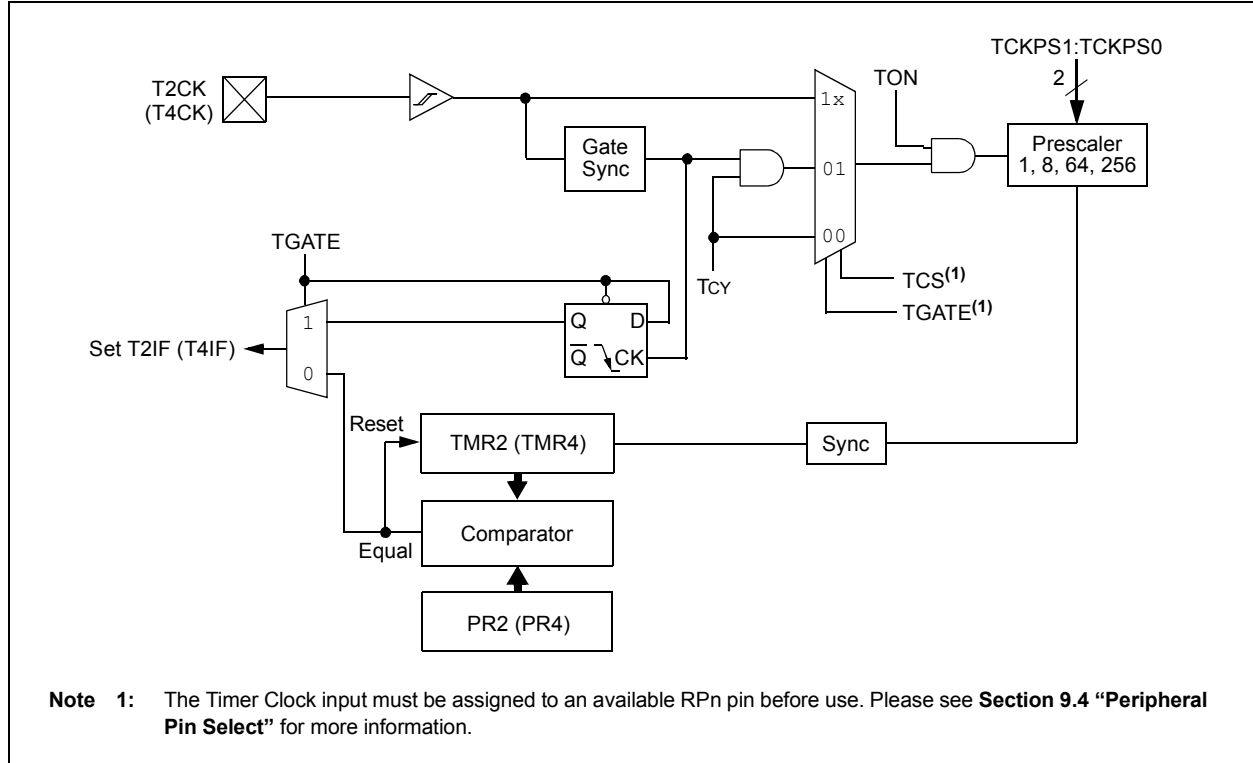 TCKPS1:TCKPS0
2
TON
T2CK
(T4CK)
1x
Gate
Sync
01
Prescaler
1, 8, 64, 256
00
TGATE
TCY
TCS(1)
TGATE(1)
1
Q D
Set T2IF (T4IF)
Q CK
0
Reset
TMR2 (TMR4)
Sync
Comparator
Equal
PR2 (PR4)
Note 1: The Timer Clock input must be assigned to an available RPn pin before use. Please see Section 9.4 “Peripheral
Pin Select” for more information.